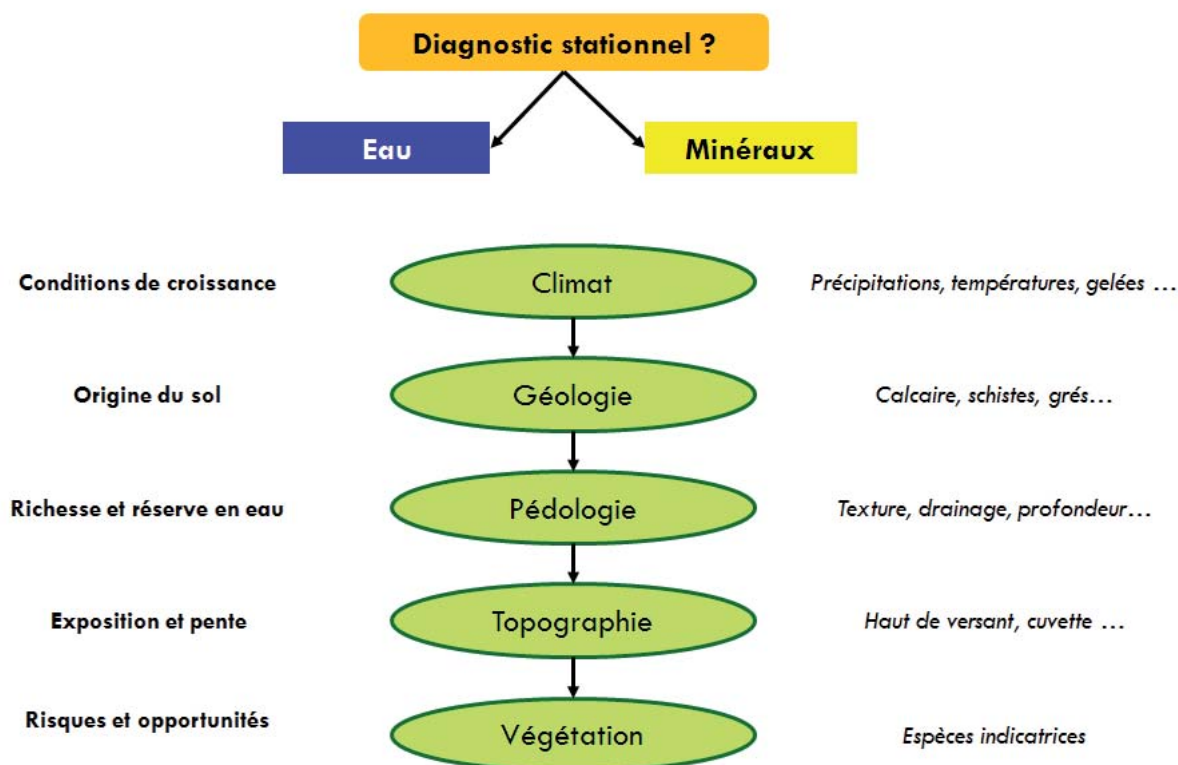 Diagnostic stationnel ?
Eau
Minéraux
Conditions de croissance
Climat
Précipitations, températures, gelées ...
Origine du sol
Géologie
Calcaire, schistes, grés...
Richesse et réserve en eau
Pédologie
Texture, drainage, profondeur...
Exposition et pente
Topographie
Haut de versant, cuvette ...
Risques et opportunités
Végétation
Espèces indicatrices